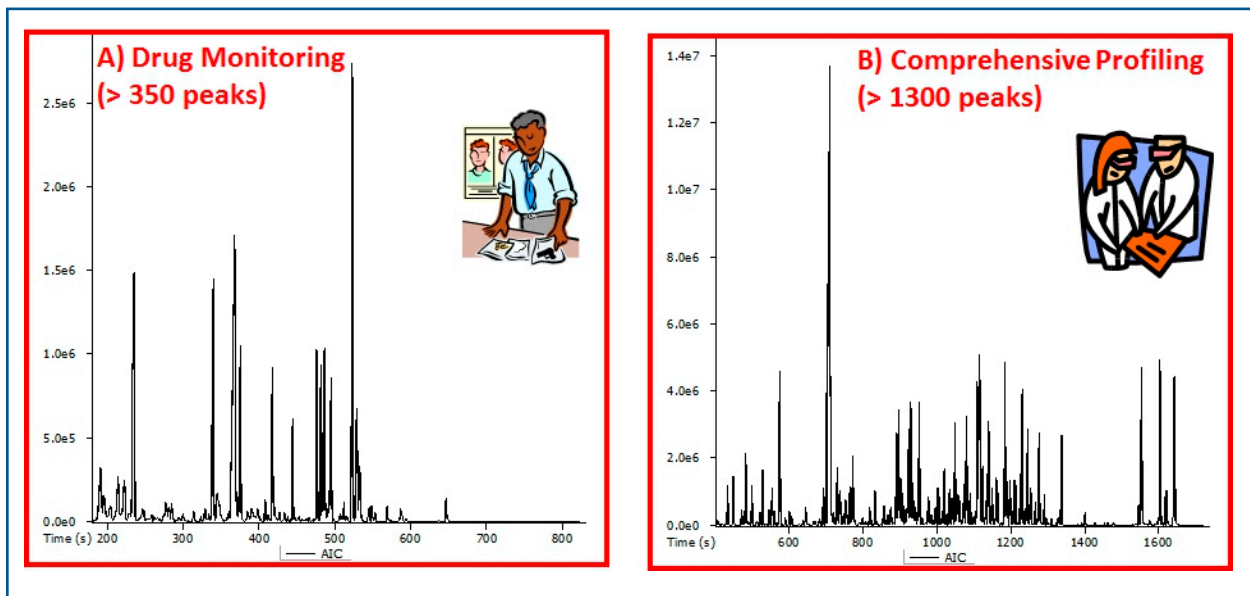 A) Drug Monitoring
(> 350 peaks)
2.5e6
2.0e6
1.5e6
1.0e6
5.0e5
0.0e0
Time (s) 200 300 400 500 600 700 800
AIC
B) Comprehensive Profiling
(> 1300 peaks)
1.4e7
1.2e7
1.0e7
8.0e6
6.0e6
4.0e6
2.0e6
0.0e0
Time (s) 600 800 1000 1200 1400 1600
AIC